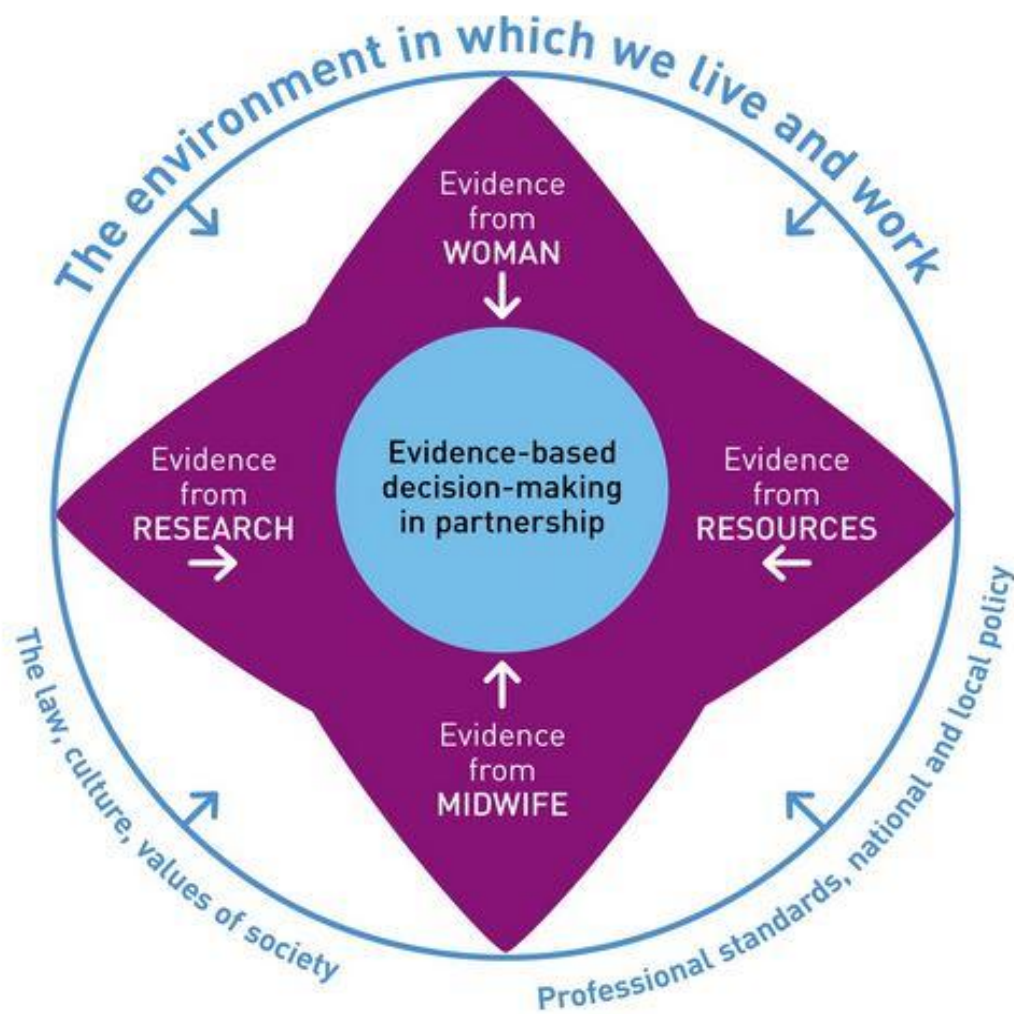 The environment in which we live and work
Evidence
from
WOMAN
Evidence
from
RESEARCH
Evidence-based
decision-making
in partnership
Evidence
from
RESOURCES
Evidence
from
MIDWIFE
The law, culture, values of society
Professional standards, national and local policy